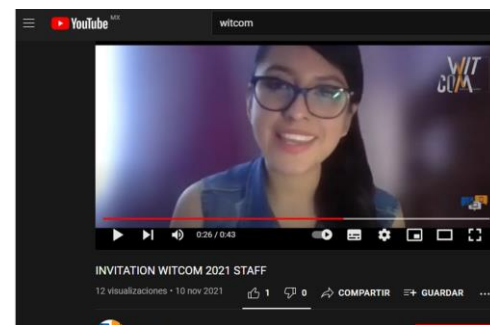 YouTube MX
witcom
WIT
COM
0:26 / 0:43
INVITATION WITCOM 2021 STAFF
12 visualizaciones • 10 nov 2021
1
0
COMPARTIR
GUARDAR